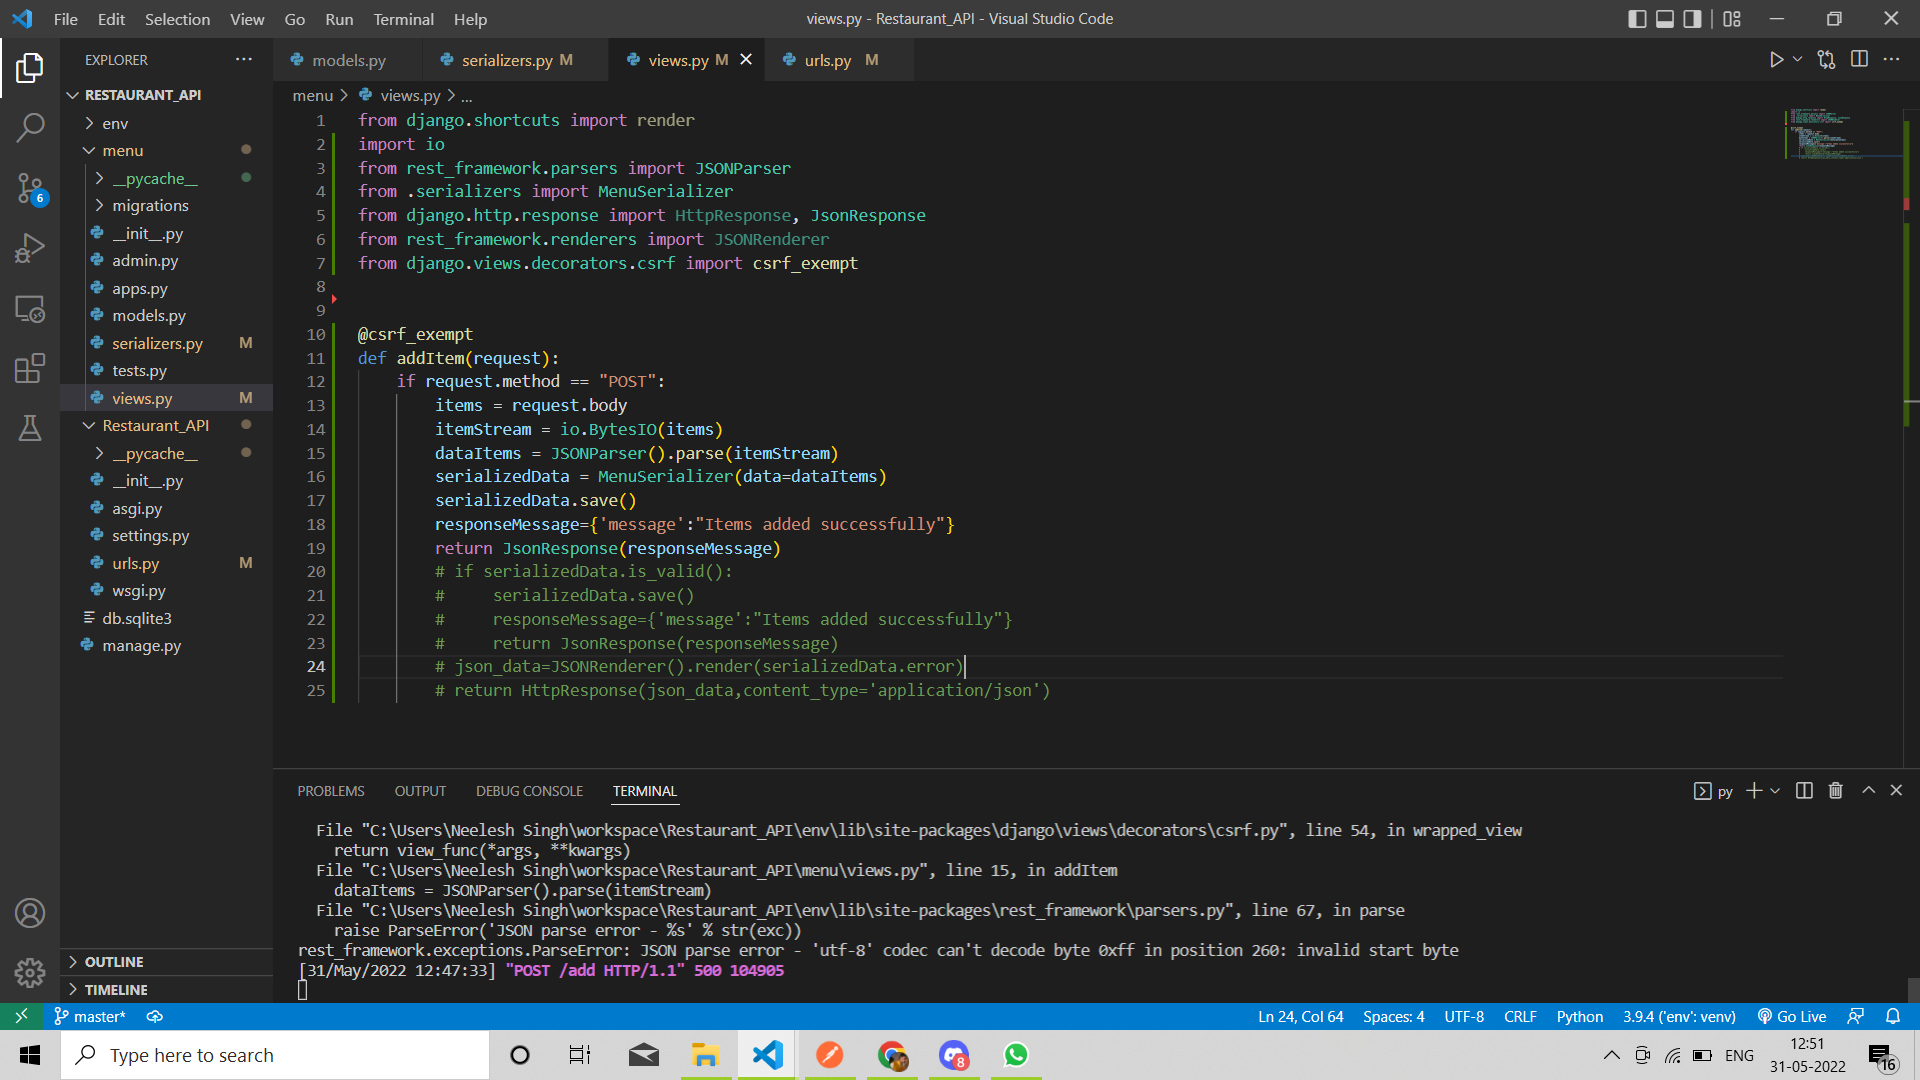 File Edit Selection View Go Run Terminal Help
views.py - Restaurant_API - Visual Studio Code
EXPLORER
RESTAURANT_API
env
menu
__pycache__
migrations
__init__.py
admin.py
apps.py
models.py
serializers.py M
tests.py
views.py M
Restaurant_API
__pycache__
__init__.py
asgi.py
settings.py
urls.py M
wsgi.py
db.sqlite3
manage.py
OUTLINE
TIMELINE
6
models.py
serializers.py M
views.py M
urls.py M
menu > views.py > ...
1 from django.shortcuts import render
2 import io
3 from rest_framework.parsers import JSONParser
4 from .serializers import MenuSerializer
5 from django.http.response import HttpResponse, JsonResponse
6 from rest_framework.renderers import JSONRenderer
7 from django.views.decorators.csrf import csrf_exempt
8
9
10 @csrf_exempt
11 def addItem(request):
12 if request.method == "POST":
13 items = request.body
14 itemStream = io.BytesIO(items)
15 dataItems = JSONParser().parse(itemStream)
16 serializedData = MenuSerializer(data=dataItems)
17 serializedData.save()
18 responseMessage={'message':"Items added successfully"}
19 return JsonResponse(responseMessage)
20 # if serializedData.is_valid():
21 # serializedData.save()
22 # responseMessage={'message':"Items added successfully"}
23 # return JsonResponse(responseMessage)
24 # json_data=JSONRenderer().render(serializedData.error)
25 # return HttpResponse(json_data,content_type='application/json')
PROBLEMS OUTPUT DEBUG CONSOLE TERMINAL
py
File "C:\Users\Neelesh Singh\workspace\Restaurant_API\env\lib\site-packages\django\views\decorators\csrf.py", line 54, in wrapped_view
return view_func(*args, **kwargs)
File "C:\Users\Neelesh Singh\workspace\Restaurant_API\menu\views.py", line 15, in addItem
dataItems = JSONParser().parse(itemStream)
File "C:\Users\Neelesh Singh\workspace\Restaurant_API\env\lib\site-packages\rest_framework\parsers.py", line 67, in parse
raise ParseError('JSON parse error - %s' % str(exc))
rest_framework.exceptions.ParseError: JSON parse error - 'utf-8' codec can't decode byte 0xff in position 260: invalid start byte
[31/May/2022 12:47:33] "POST /add HTTP/1.1" 500 104905
master*
Ln 24, Col 64 Spaces: 4 UTF-8 CRLF Python 3.9.4 ('env': venv) Go Live
Type here to search
8
ENG
12:51
31-05-2022
16